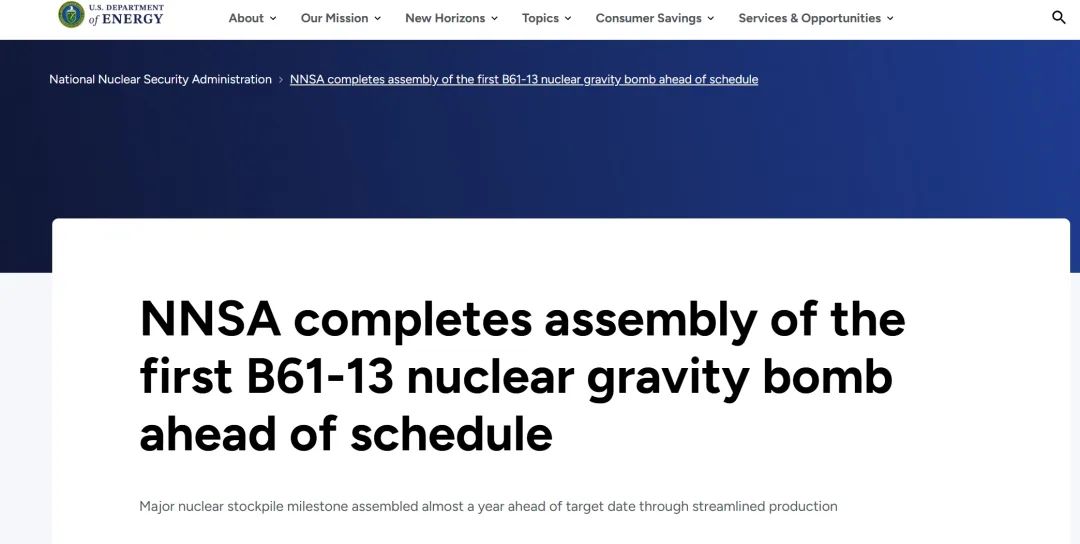 U.S. DEPARTMENT
of ENERGY
About
Our Mission
New Horizons
Topics
Consumer Savings
Services & Opportunities
National Nuclear Security Administration > NNSA completes assembly of the first B61-13 nuclear gravity bomb ahead of schedule
NNSA completes assembly of the
first B61-13 nuclear gravity bomb
ahead of schedule
Major nuclear stockpile milestone assembled almost a year ahead of target date through streamlined production